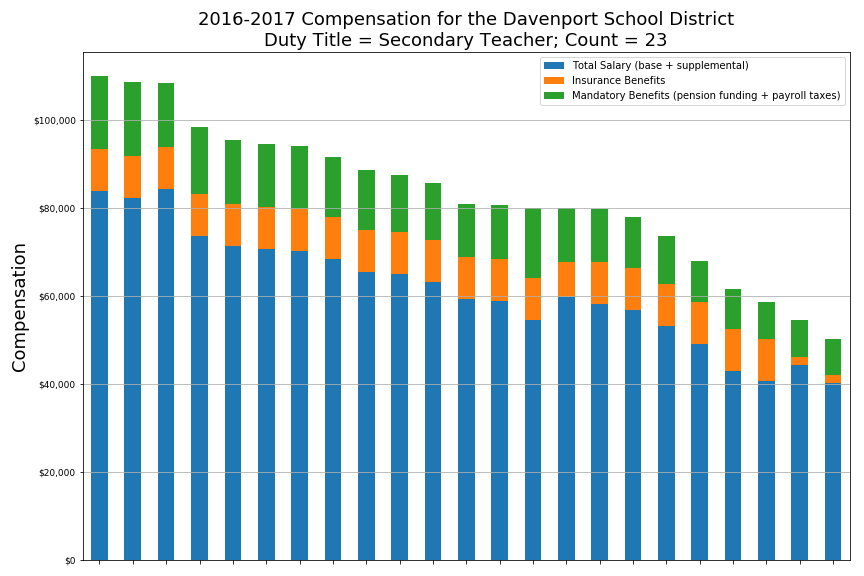 2016-2017 Compensation for the Davenport School District
Duty Title = Secondary Teacher; Count = 23
Total Salary (base + supplemental)
Insurance Benefits
Mandatory Benefits (pension funding + payroll taxes)
$100,000
$80,000
$60,000
$40,000
$20,000
$0
Compensation